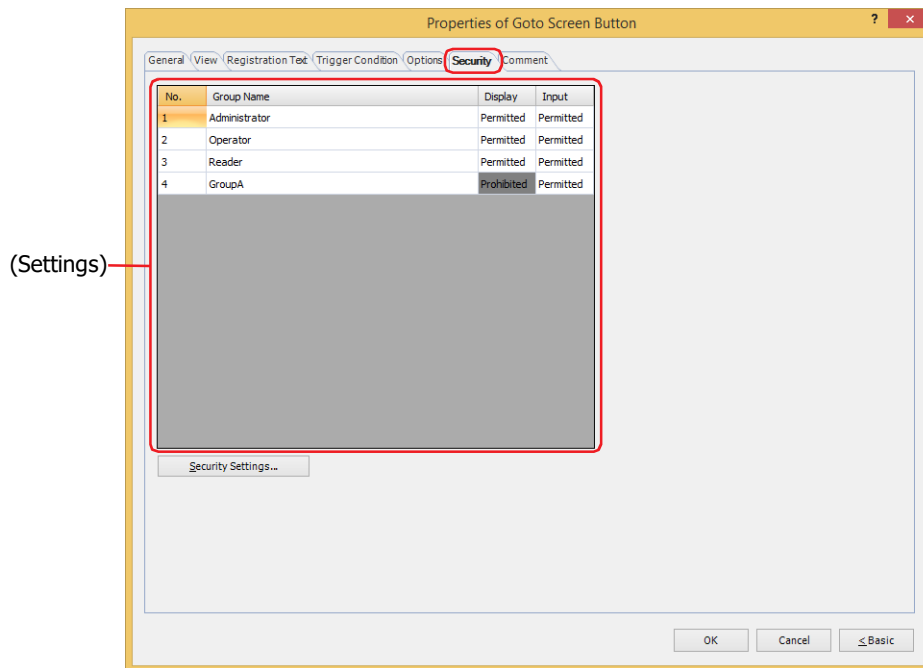 Properties of Goto Screen Button
?
×
General View Registration Text Trigger Condition Options Security Comment
No. Group Name Display Input
1 Administrator Permitted Permitted
2 Operator Permitted Permitted
3 Reader Permitted Permitted
4 GroupA Prohibited Permitted
(Settings)
Security Settings...
OK Cancel < Basic